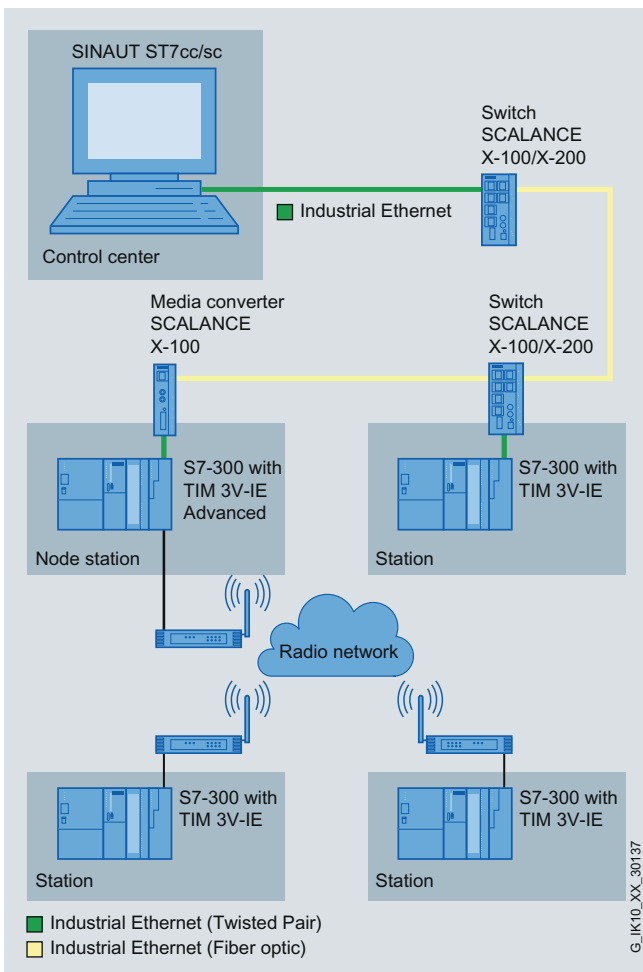 SINAUT ST7cc/sc
Switch
SCALANCE
X-100/X-200
Industrial Ethernet
Control center
Media converter
SCALANCE
X-100
Switch
SCALANCE
X-100/X-200
S7-300 with
TIM 3V-IE
Advanced
Node station
S7-300 with
TIM 3V-IE
Station
Radio network
S7-300 with
TIM 3V-IE
Station
S7-300 with
TIM 3V-IE
Station
Industrial Ethernet (Twisted Pair)
Industrial Ethernet (Fiber optic)
G_IK10_XX_30137